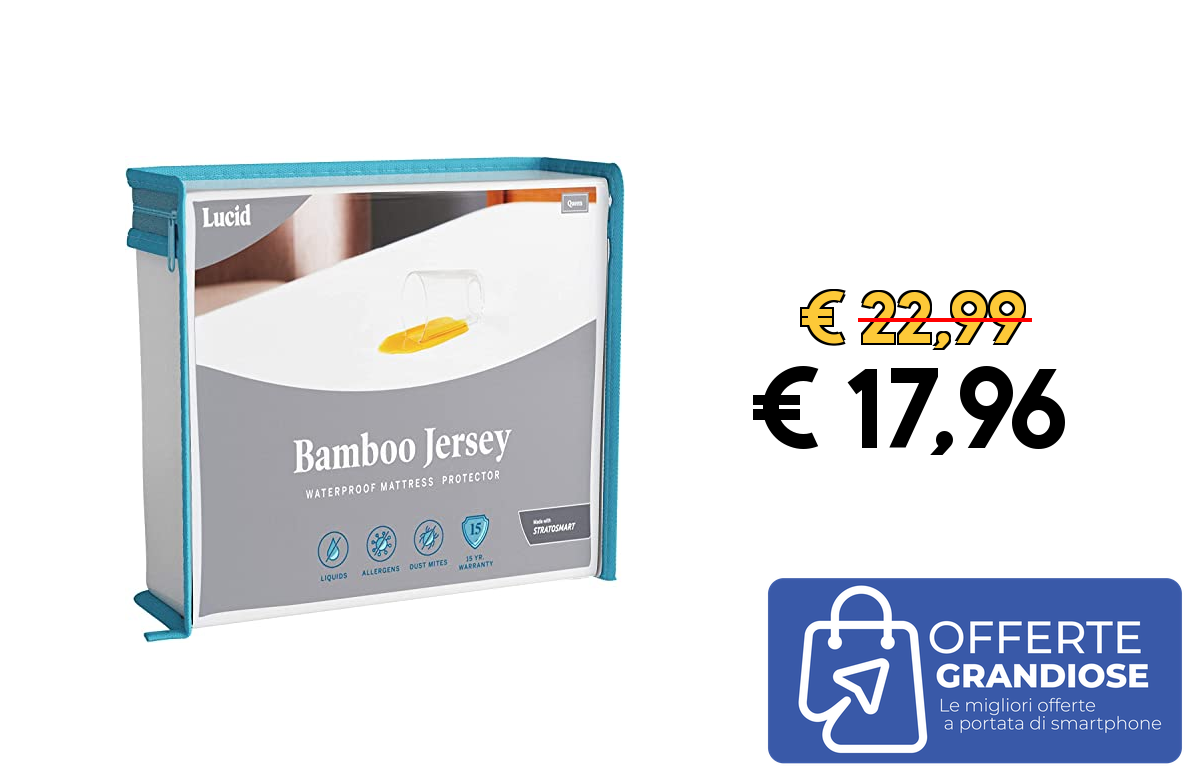 Lucid
Queen
Bamboo Jersey
WATERPROOF MATTRESS PROTECTOR
Made with
STRATOSMART
15
LIQUIDS
ALLERGENS
DUST MITES
15 YR.
WARRANTY
€ 22,99
€ 17,96
OFFERTE
GRANDIOSE
Le migliori offerte
a portata di smartphone